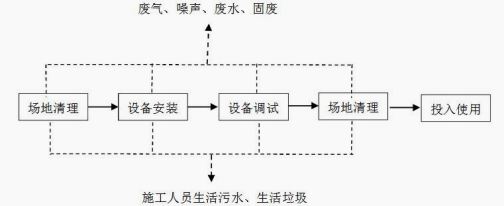 废气、噪声、废水、固废
场地清理
设备安装
设备调试
场地清理
投入使用
施工人员生活污水、生活垃圾